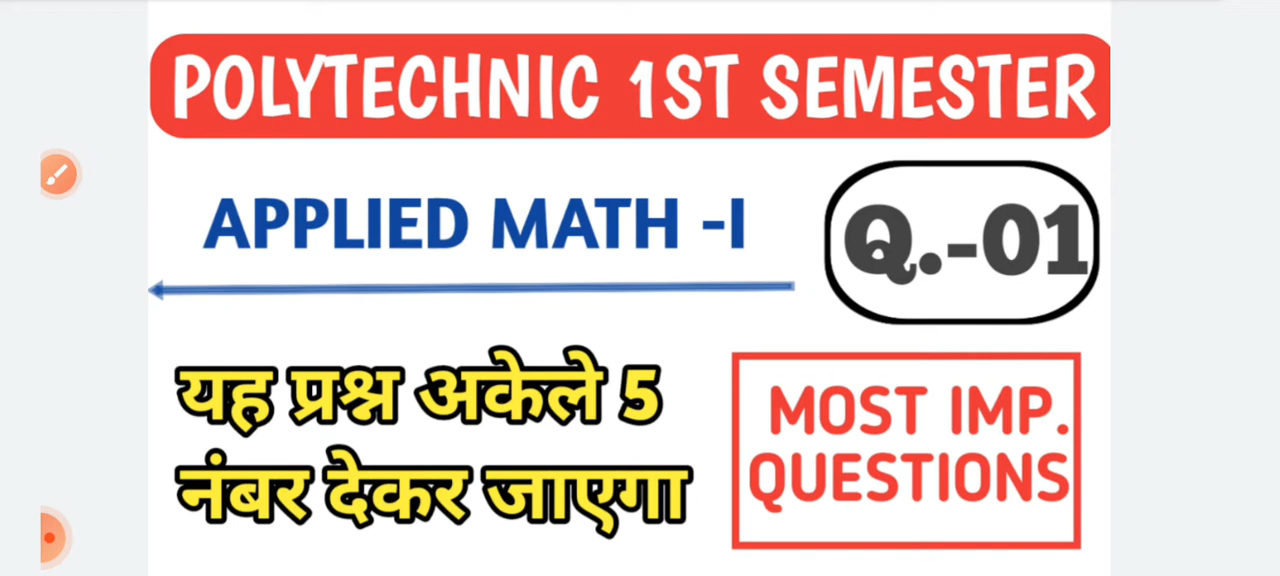 POLYTECHNIC 1ST SEMESTER
APPLIED MATH -I
Q.-01
यह प्रश्न अकेले 5
नंबर देकर जाएगा
MOST IMP.
QUESTIONS